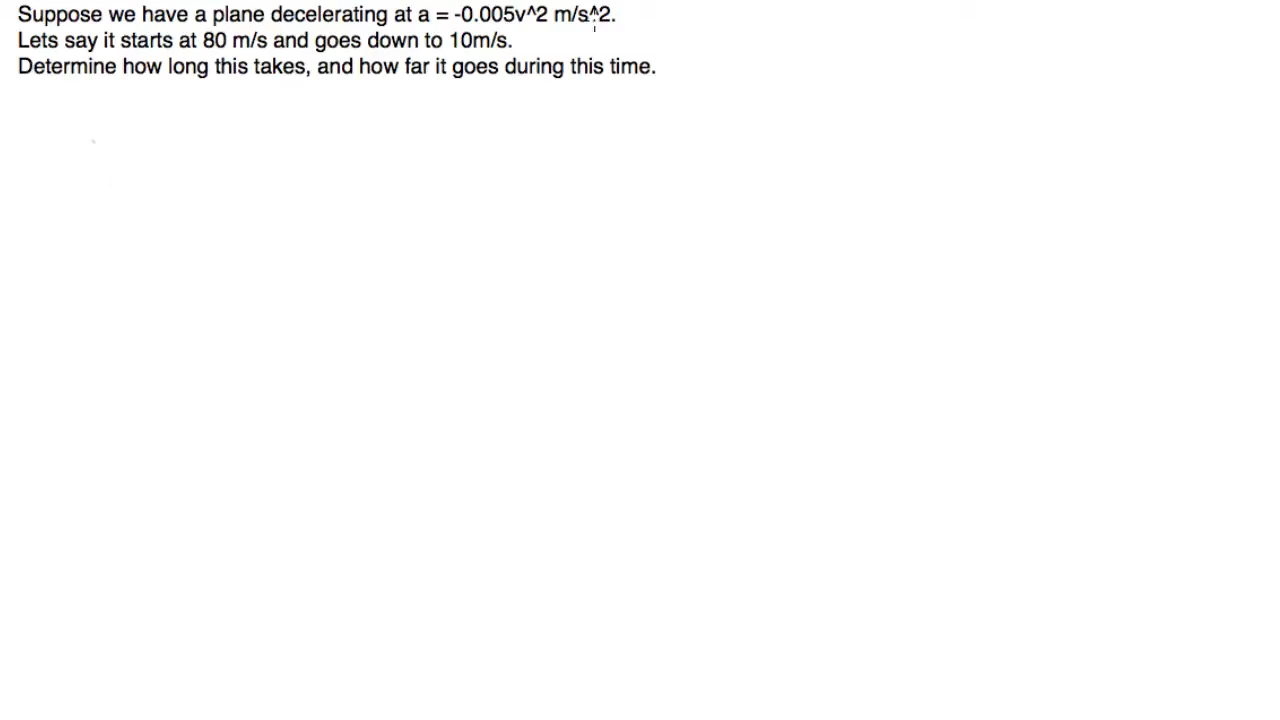 Suppose we have a plane decelerating at a = -0.005v^2 m/s^2.
Lets say it starts at 80 m/s and goes down to 10m/s.
Determine how long this takes, and how far it goes during this time.